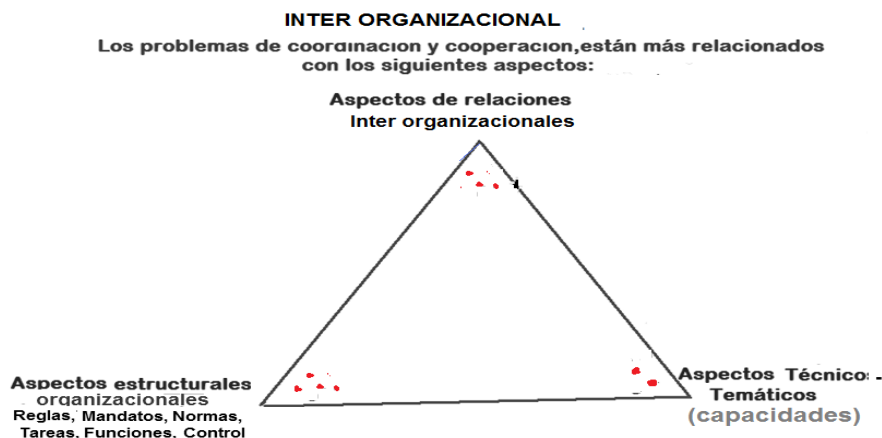 INTER ORGANIZACIONAL
Los problemas de coordinacion y cooperacion,están más relacionados
con los siguientes aspectos:
Aspectos de relaciones
Inter organizacionales
Aspectos estructurales
organizacionales
Reglas, Mandatos, Normas,
Tareas, Funciones, Control
Aspectos Técnico -
Temáticos
(capacidades)